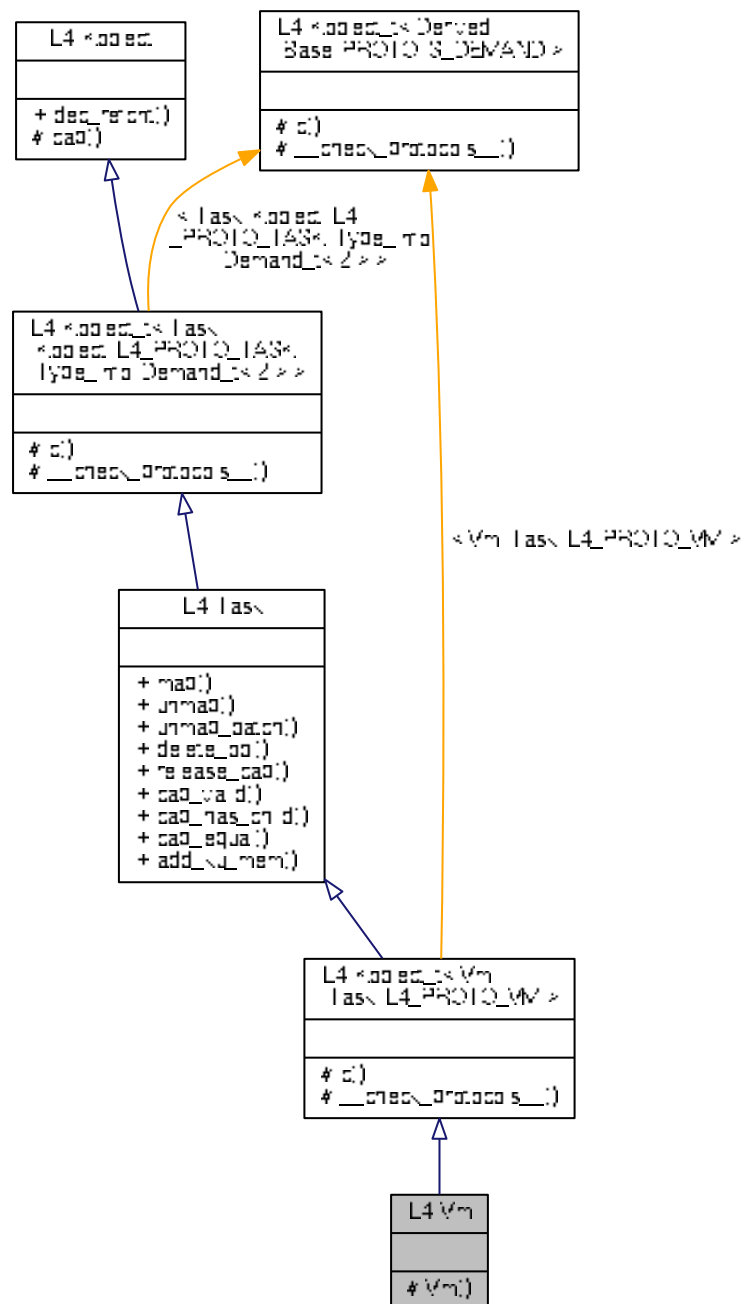 L4 Kobject
+ dec_refcnt()
# cap()
L4 Kobject_t< Derived
Base PROTO S_DEMAND >
# c()
# __check_protocols__()
< Task Kobject L4
_PROTO_TASK, Type_info
Demand_t< 2 > >
L4 Kobject_t< Task
Kobject L4_PROTO_TASK,
Type_info Demand_t< 2 > >
# c()
# __check_protocols__()
< Vm Task L4_PROTO_VM >
L4 Task
+ map()
+ unmap()
+ unmap_batch()
+ delete_obj()
+ release_cap()
+ cap_valid()
+ cap_has_child()
+ cap_equal()
+ add_ku_mem()
L4 Kobject_t< Vm
Task L4_PROTO_VM >
# c()
# __check_protocols__()
L4 Vm
# Vm()